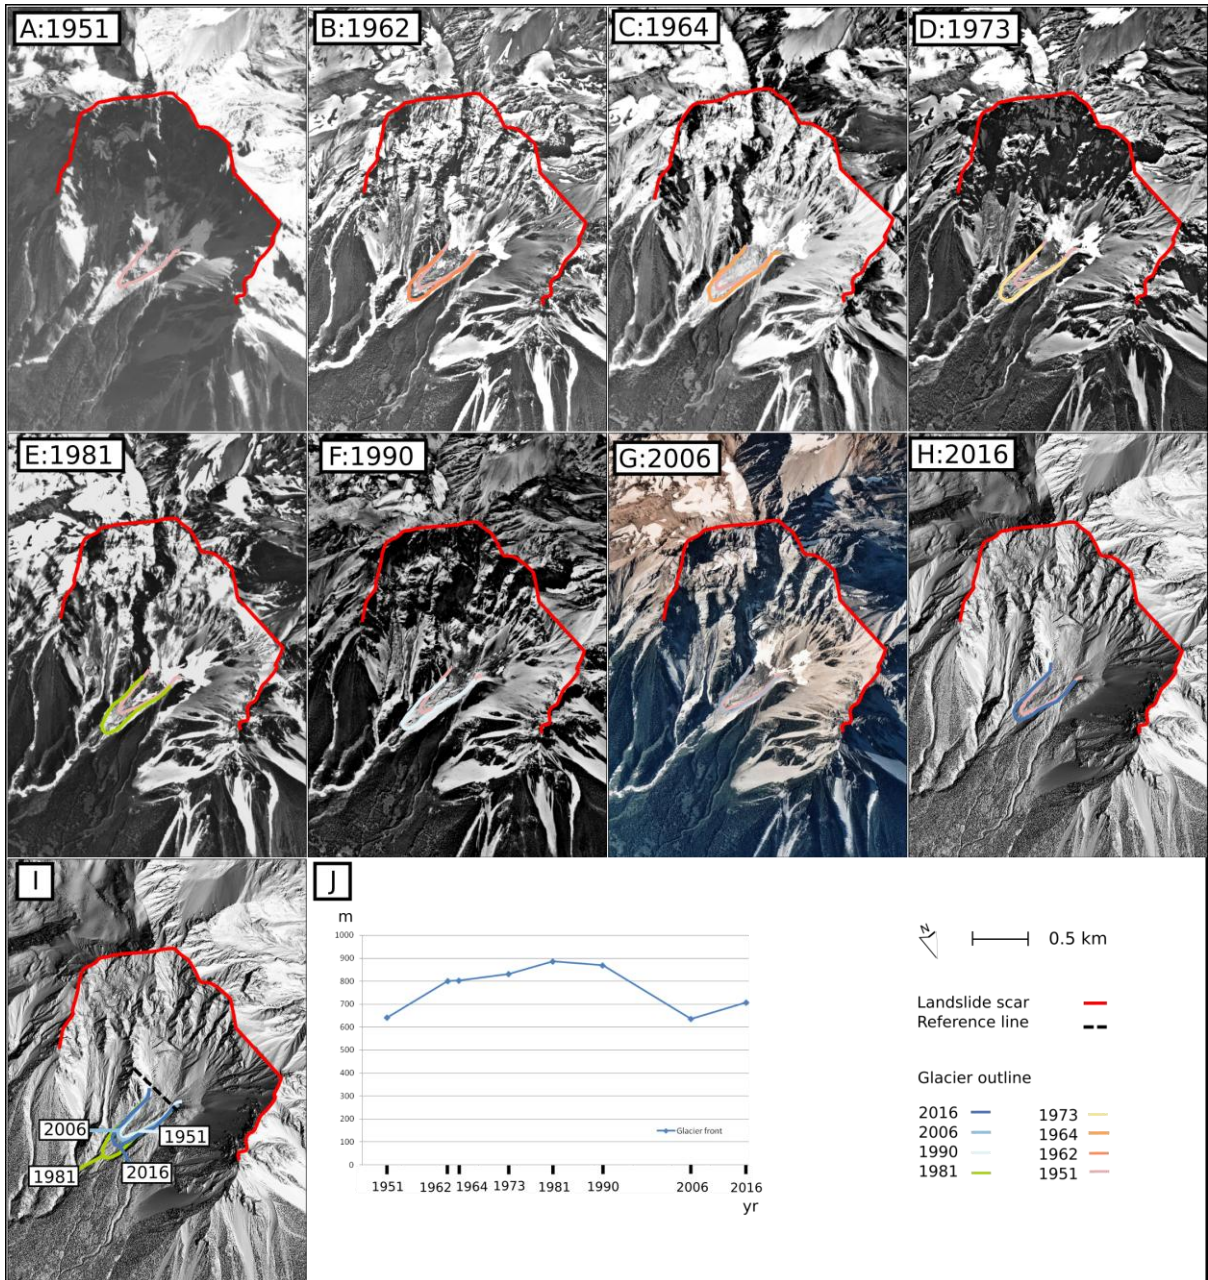 A:1951
B:1962
C:1964
D:1973
E:1981
F:1990
G:2006
H:2016
I
2006
1951
1981
2016
J
m
1000
900
800
700
600
500
400
300
200
100
0
Glacier front
1951 1962 1964 1973 1981 1990 2006 2016
yr
N
0.5 km
Landslide scar
Reference line
Glacier outline
2016
2006
1990
1981
1973
1964
1962
1951